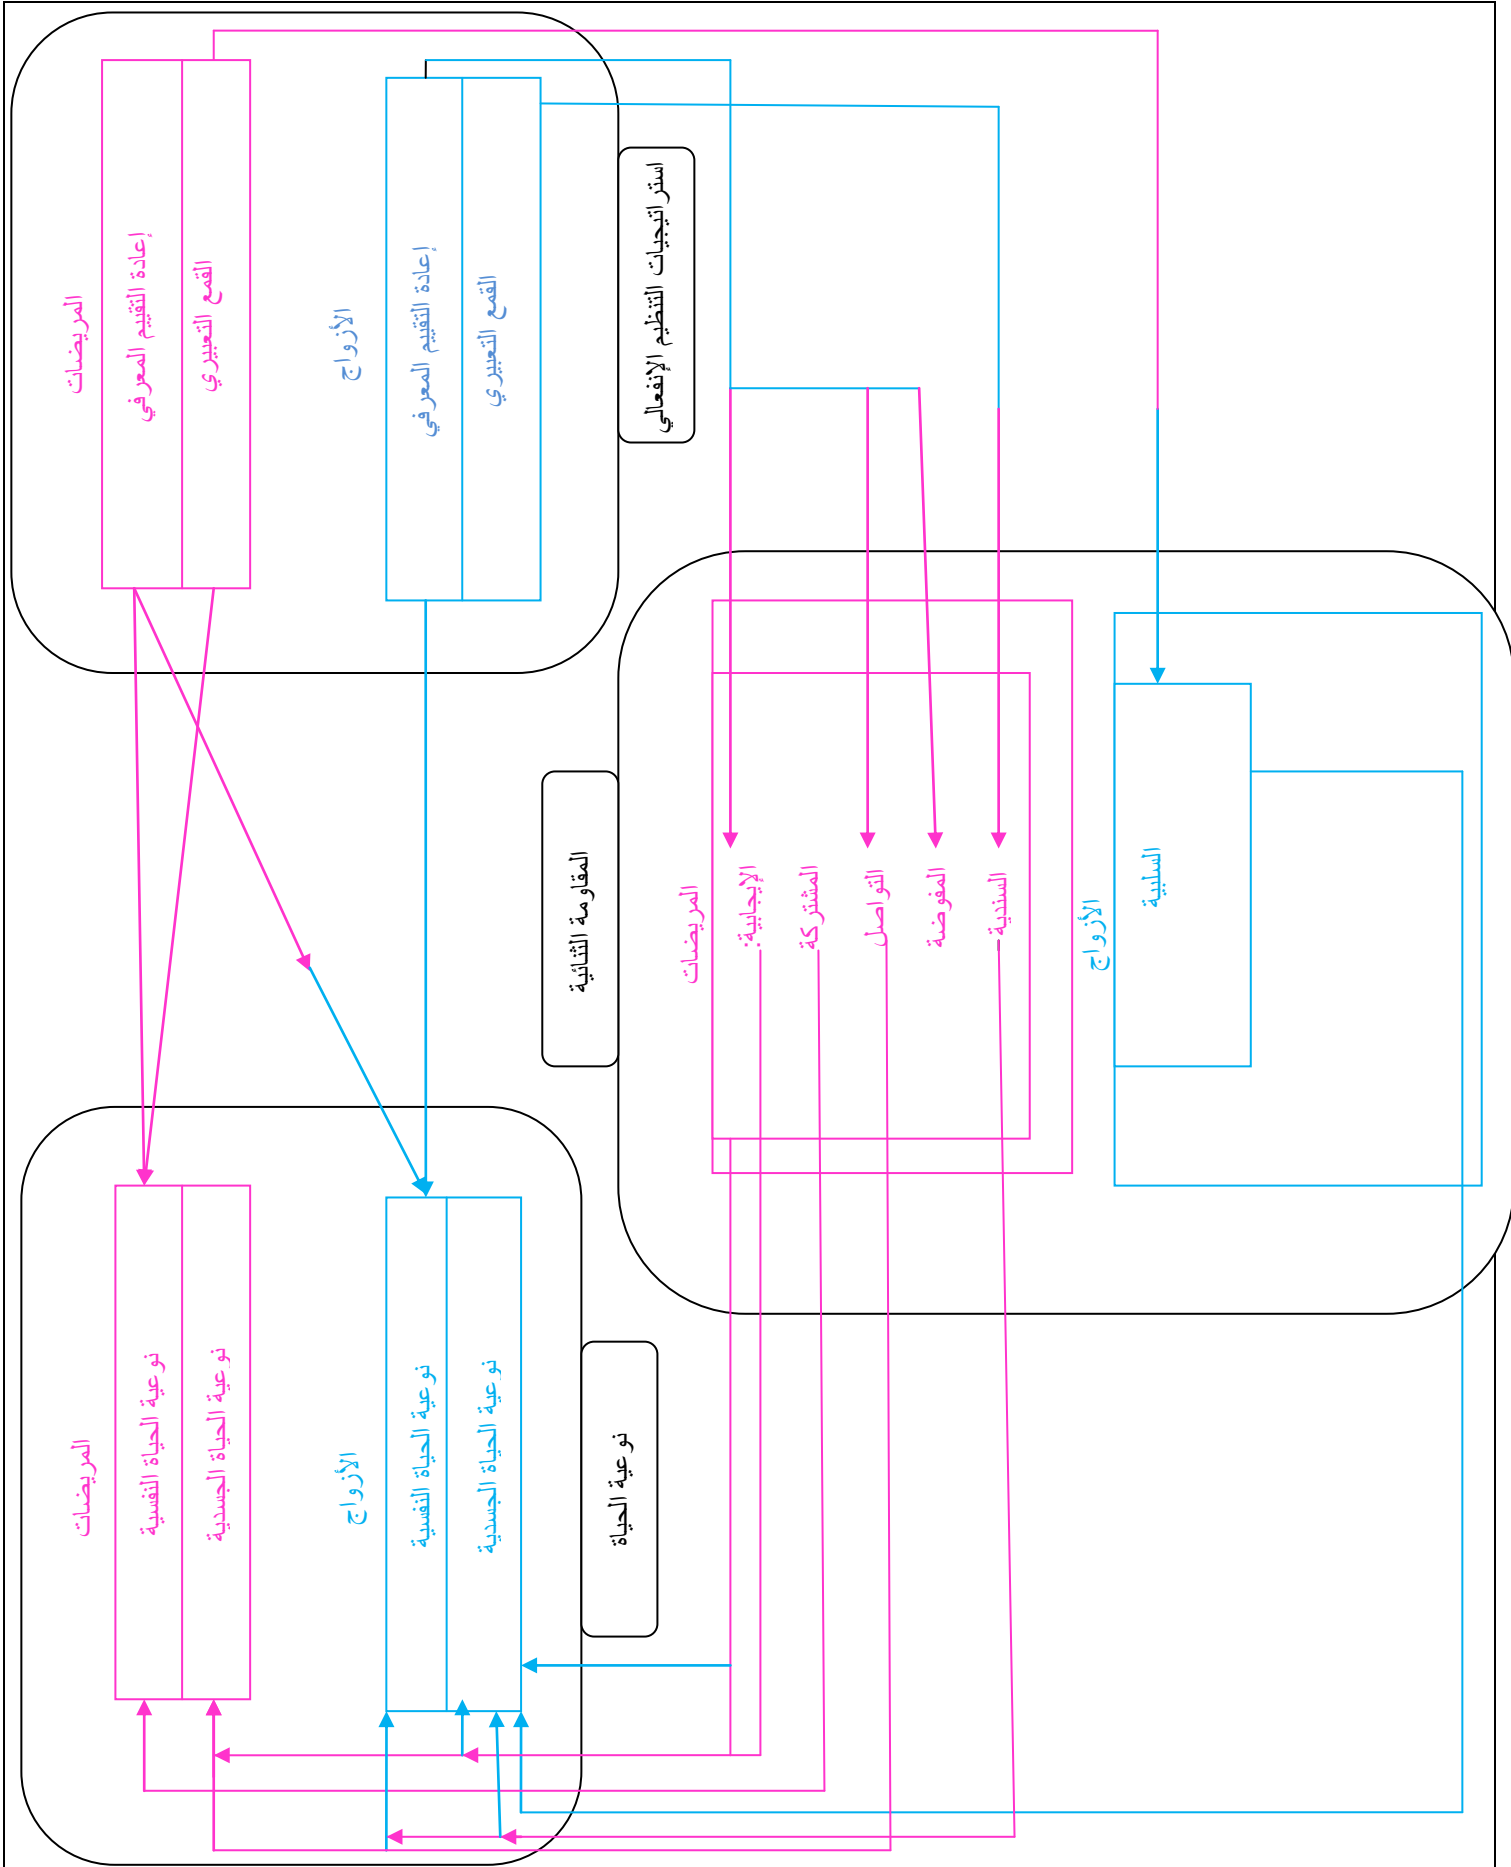 استراتيجيات التنظيم الإنفعالي
المريضات
إعادة التقييم المعرفي
القمع التعبيري
الأزواج
إعادة التقييم المعرفي
القمع التعبيري
المقاومة الثنائية
المريضات
الإيجابية:
المشتركة
التواصل
المفوضة
السندية
الأزواج
السلبية
نوعية الحياة
المريضات
نوعية الحياة النفسية
نوعية الحياة الجسدية
الأزواج
نوعية الحياة النفسية
نوعية الحياة الجسدية